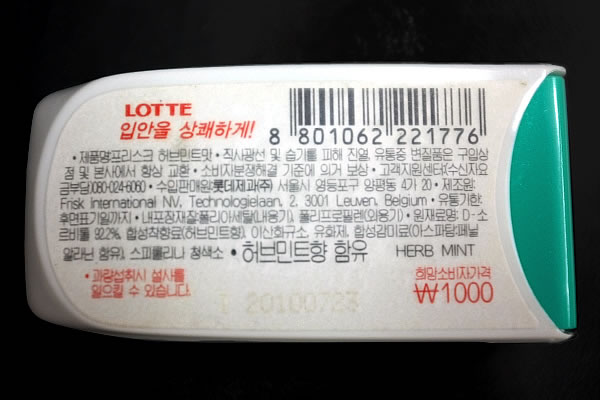 LOTTE
입안을 상쾌하게!
8 801062 221776
• 제품명:프리스크 허브민트맛 • 직사광선 및 습기를 피해 진열, 유통중 변질품은 구입상
점 및 본사에서 항상 교환 • 소비자분쟁해결 기준에 의거 보상 • 고객지원센터:(수신자요
금부담)080-024-6060 • 수입판매원:롯데제과(주) 서울시 영등포구 양평동 4가 20 • 제조원:
Frisk International NV, Technologielaan, 2, 3001 Leuven, Belgium • 유통기한:
후면표기일까지 • 내포장재질:폴리아세탈(내용기), 폴리프로필렌(외용기) • 원재료명: D-소
르비톨 92.2%, 합성착향료(허브민트향), 이산화규소, 유화제, 합성감미료(아스파탐:페닐
알라닌 함유), 스피룰리나 청색소 • 허브민트향 함유 HERB MINT
• 과량섭취시 설사를
일으킬 수 있습니다.
희망소비자가격
₩1000
20100723